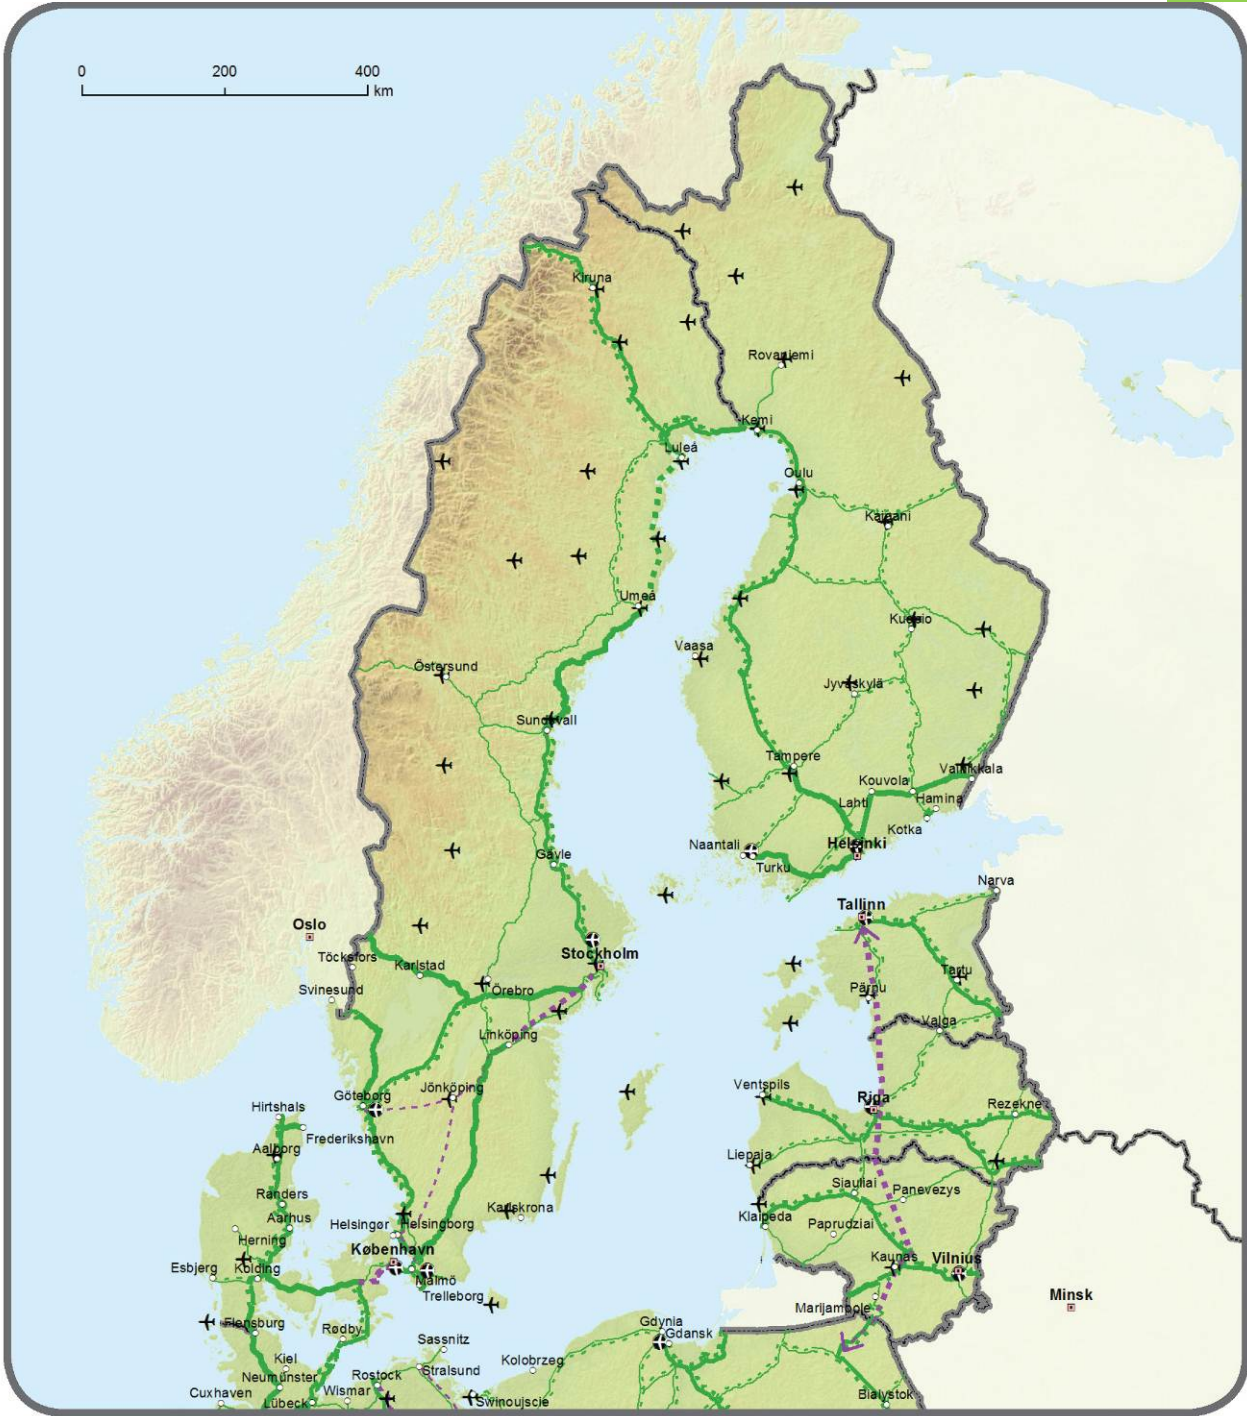 0 200 400
km
Kiruna
Rovaniemi
Kemi
Luleå
Oulu
Kajaani
Umeå
Kuopio
Vaasa
Östersund
Jyväskylä
Sundsvall
Tampere
Vainikkala
Kouvola
Lahti
Hamina
Kotka
Naantali
Helsinki
Gävle
Turku
Narva
Tallinn
Oslo
Stockholm
Töcksfors
Karlstad
Tartu
Svinesund
Örebro
Pärnu
Valga
Linköping
Jönköping
Göteborg
Ventspils
Riga
Rezekne
Hirtshals
Frederikshavn
Aalborg
Liepaja
Siauliai
Panevezys
Randers
Karlskrona
Klaipeda
Paprudziai
Aarhus
Helsingør
Helsingborg
Herning
København
Kaunas
Vilnius
Esbjerg
Kolding
Malmö
Trelleborg
Minsk
Marijampole
Flensburg
Rødby
Gdynia
Gdansk
Sassnitz
Kiel
Kolobrzeg
Neumünster
Rostock
Stralsund
Cuxhaven
Wismar
Bialystok
Lübeck
Swinoujscie